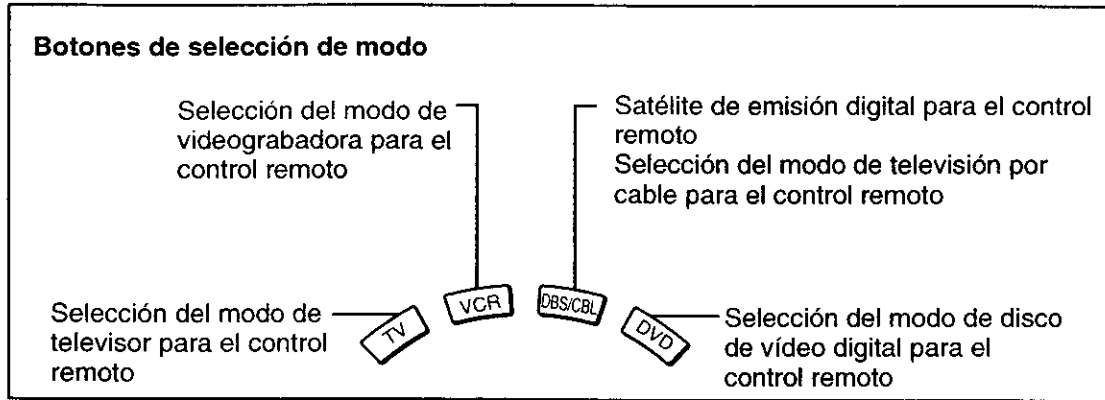 Botones de selección de modo
Selección del modo de
videograbadora para el
control remoto
Satélite de emisión digital para el control
remoto
Selección del modo de televisión por
cable para el control remoto
Selección del modo de
televisor para el control
remoto
TV
VCR
DBS/CBL
DVD
Selección del modo de disco
de vídeo digital para el
control remoto